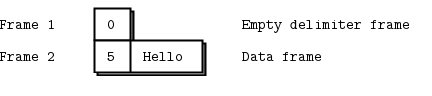 Frame 1 0 Empty delimiter frame
Frame 2 5 Hello Data frame